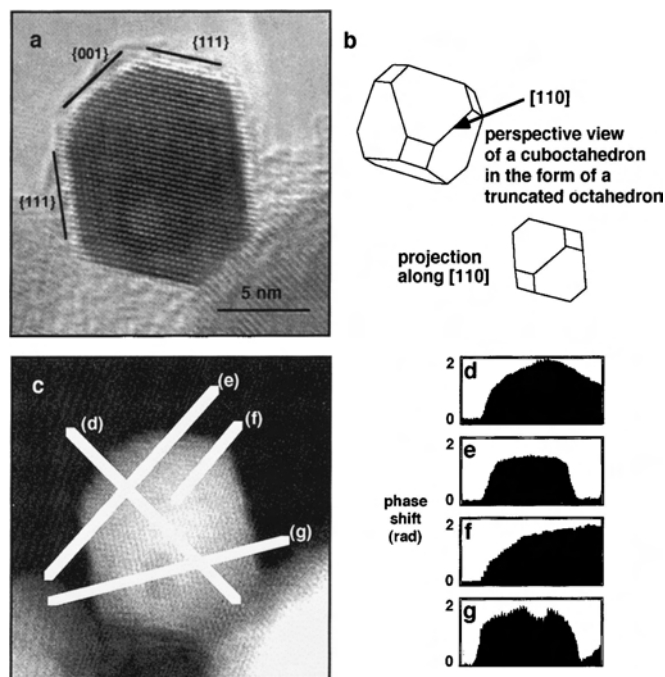 a
{001}
{111}
{111}
5 nm
b
[110]
perspective view
of a cuboctahedron
in the form of a
truncated octahedron
projection
along [110]
c
(d)
(e)
(f)
(g)
phase
shift
(rad)
2
d
0
2
e
0
2
f
0
2
g
0